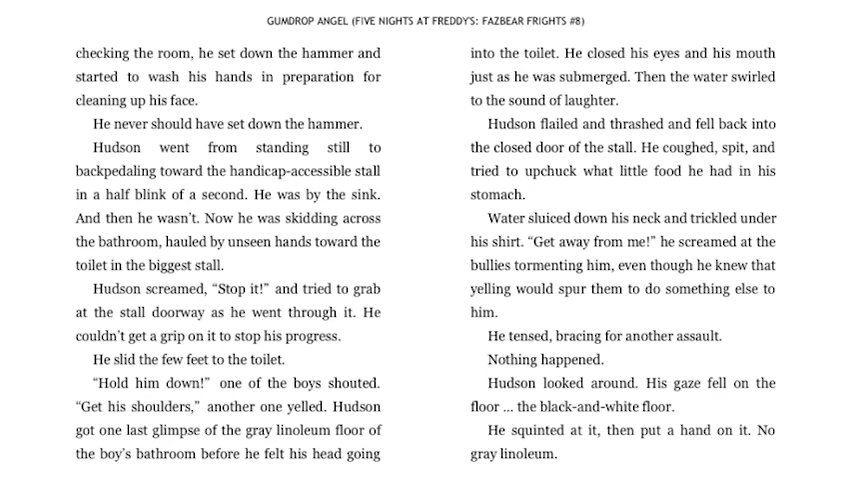 GUMDROP ANGEL (FIVE NIGHTS AT FREDDY'S: FAZBEAR FRIGHTS #8)
checking the room, he set down the hammer and
started to wash his hands in preparation for
cleaning up his face.
He never should have set down the hammer.
Hudson went from standing still to
backpedaling toward the handicap-accessible stall
in a half blink of a second. He was by the sink.
And then he wasn't. Now he was skidding across
the bathroom, hauled by unseen hands toward the
toilet in the biggest stall.
Hudson screamed, “Stop it!” and tried to grab
at the stall doorway as he went through it. He
couldn't get a grip on it to stop his progress.
He slid the few feet to the toilet.
“Hold him down!” one of the boys shouted.
“Get his shoulders,” another one yelled. Hudson
got one last glimpse of the gray linoleum floor of
the boy's bathroom before he felt his head going
into the toilet. He closed his eyes and his mouth
just as he was submerged. Then the water swirled
to the sound of laughter.
Hudson flailed and thrashed and fell back into
the closed door of the stall. He coughed, spit, and
tried to upchuck what little food he had in his
stomach.
Water sluiced down his neck and trickled under
his shirt. “Get away from me!” he screamed at the
bullies tormenting him, even though he knew that
yelling would spur them to do something else to
him.
He tensed, bracing for another assault.
Nothing happened.
Hudson looked around. His gaze fell on the
floor ... the black-and-white floor.
He squinted at it, then put a hand on it. No
gray linoleum.